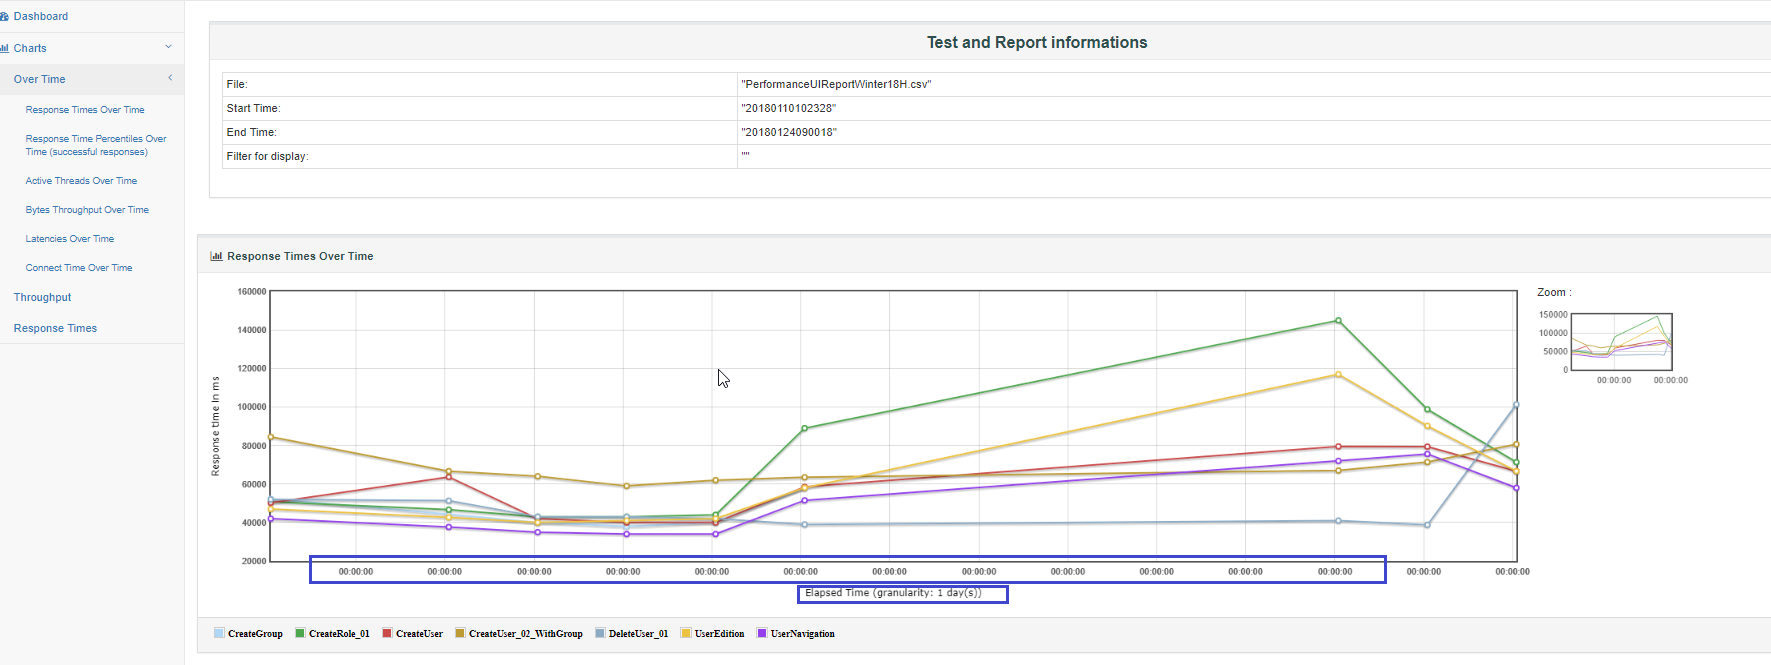 Dashboard
Charts
Over Time
Response Times Over Time
Response Time Percentiles Over
Time (successful responses)
Active Threads Over Time
Bytes Throughput Over Time
Latencies Over Time
Connect Time Over Time
Throughput
Response Times
Test and Report informations
File: "PerformanceUIReportWinter18H.csv"
Start Time: "20180110102328"
End Time: "20180124090018"
Filter for display: ""
Response Times Over Time
Response time in ms
160000
140000
120000
100000
80000
60000
40000
20000
00:00:00 00:00:00 00:00:00 00:00:00 00:00:00 00:00:00 00:00:00 00:00:00 00:00:00 00:00:00 00:00:00 00:00:00 00:00:00 00:00:00
Elapsed Time (granularity: 1 day(s))
Zoom :
150000
100000
50000
0
00:00:00 00:00:00
CreateGroup CreateRole_01 CreateUser CreateUser_02_WithGroup DeleteUser_01 UserEdition UserNavigation